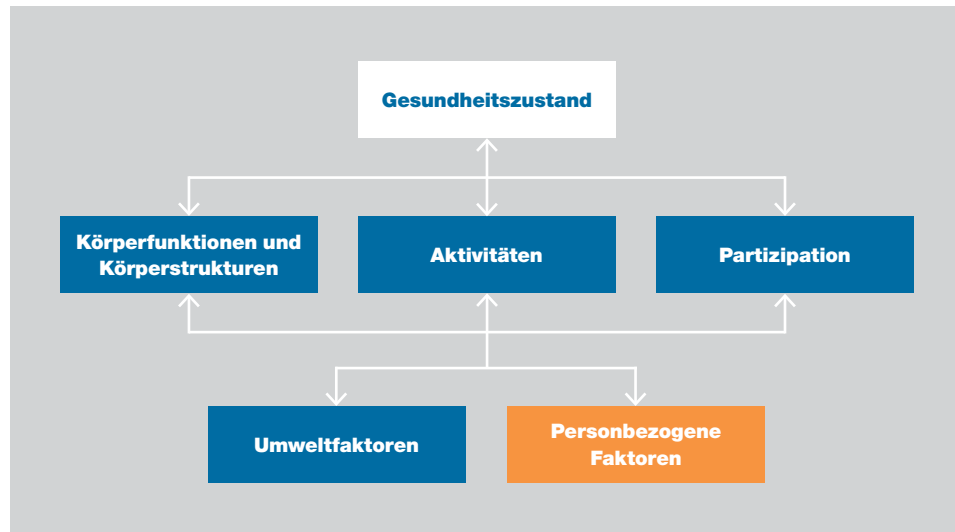 Gesundheitszustand
Körperfunktionen und
Körperstrukturen
Aktivitäten
Partizipation
Umweltfaktoren
Personbezogene
Faktoren